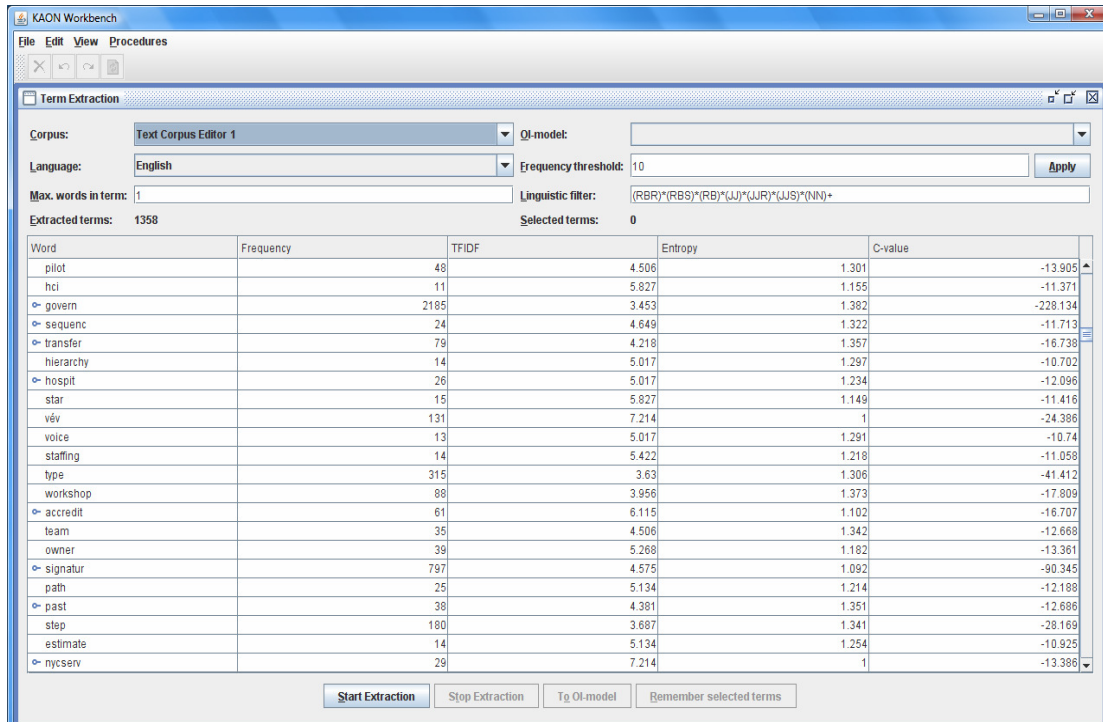 KAON Workbench
File Edit View Procedures
Term Extraction
Corpus: Text Corpus Editor 1 OI-model:
Language: English Frequency threshold: 10 Apply
Max. words in term: 1 Linguistic filter: (RBR)*(RBS)*(RB)*(JJ)*(JJR)*(JJS)*(NN)+
Extracted terms: 1358 Selected terms: 0
Word Frequency TFIDF Entropy C-value
pilot 48 4.506 1.301 -13.905
hci 11 5.827 1.155 -11.371
govern 2185 3.453 1.382 -228.134
sequenc 24 4.649 1.322 -11.713
transfer 79 4.218 1.357 -16.738
hierarchy 14 5.017 1.297 -10.702
hospit 26 5.017 1.234 -12.096
star 15 5.827 1.149 -11.416
vév 131 7.214 1 -24.386
voice 13 5.017 1.291 -10.74
staffing 14 5.422 1.218 -11.058
type 315 3.63 1.306 -41.412
workshop 88 3.956 1.373 -17.809
accredit 61 6.115 1.102 -16.707
team 35 4.506 1.342 -12.668
owner 39 5.268 1.182 -13.361
signatur 797 4.575 1.092 -90.345
path 25 5.134 1.214 -12.188
past 38 4.381 1.351 -12.686
step 180 3.687 1.341 -28.169
estimate 14 5.134 1.254 -10.925
nycserv 29 7.214 1 -13.386
Start Extraction Stop Extraction To OI-model Remember selected terms